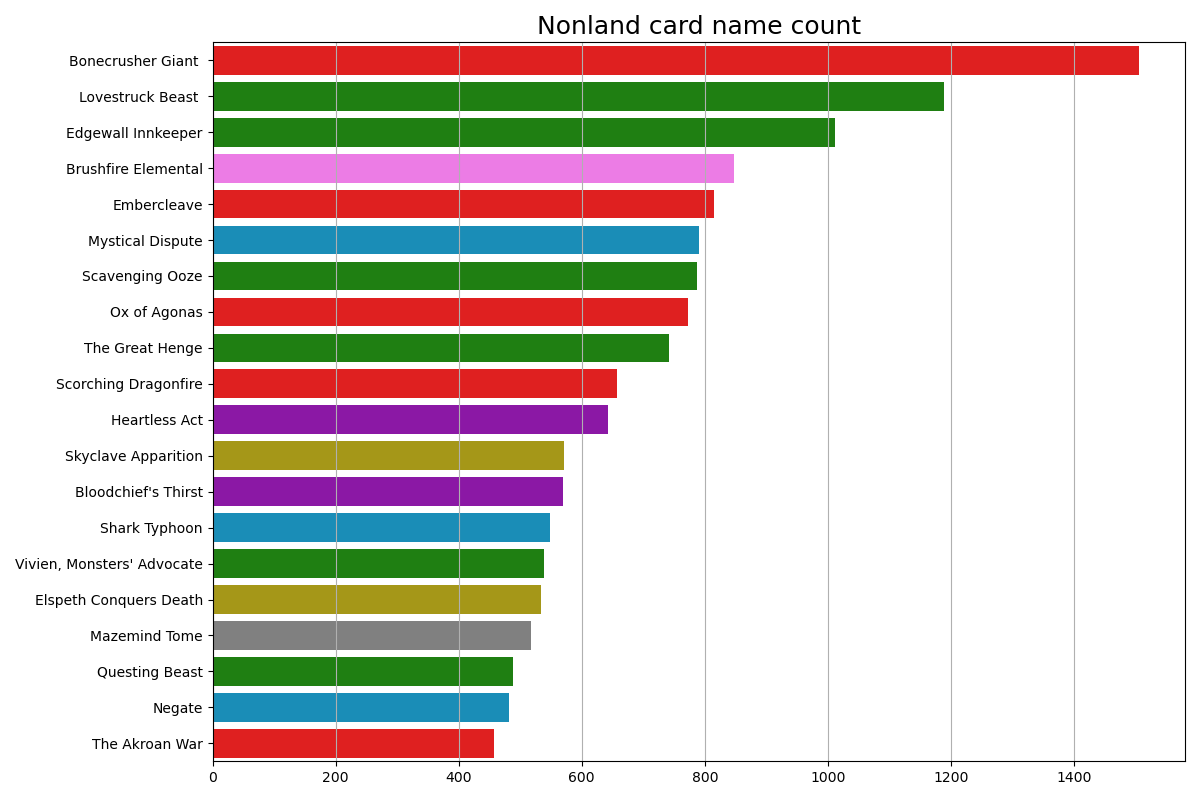 Nonland card name count
Bonecrusher Giant
Lovestruck Beast
Edgewall Innkeeper
Brushfire Elemental
Embercleave
Mystical Dispute
Scavenging Ooze
Ox of Agonas
The Great Henge
Scorching Dragonfire
Heartless Act
Skyclave Apparition
Bloodchief's Thirst
Shark Typhoon
Vivien, Monsters' Advocate
Elspeth Conquers Death
Mazemind Tome
Questing Beast
Negate
The Akroan War
0 200 400 600 800 1000 1200 1400